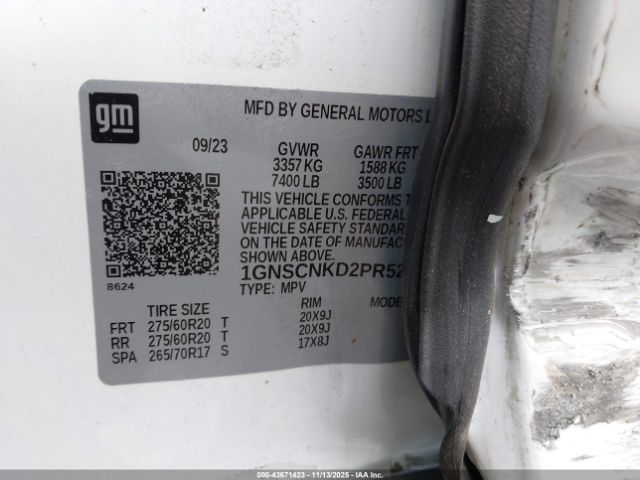 gm
MFD BY GENERAL MOTORS
09/23 GVWR GAWR FRT
3357 KG 1588 KG
7400 LB 3500 LB
THIS VEHICLE CONFORMS
APPLICABLE U.S. FEDERAL
VEHICLE SAFETY STANDAR
ON THE DATE OF MANUFAC
SHOWN ABOVE.
1GNSCNKD2PR52
TYPE: MPV
8624
TIRE SIZE RIM MODE
FRT 275/60R20 T 20X9J
RR 275/60R20 T 20X9J
SPA 265/70R17 S 17X8J
000-43671423 | 11/13/2025 | IAAI.COM